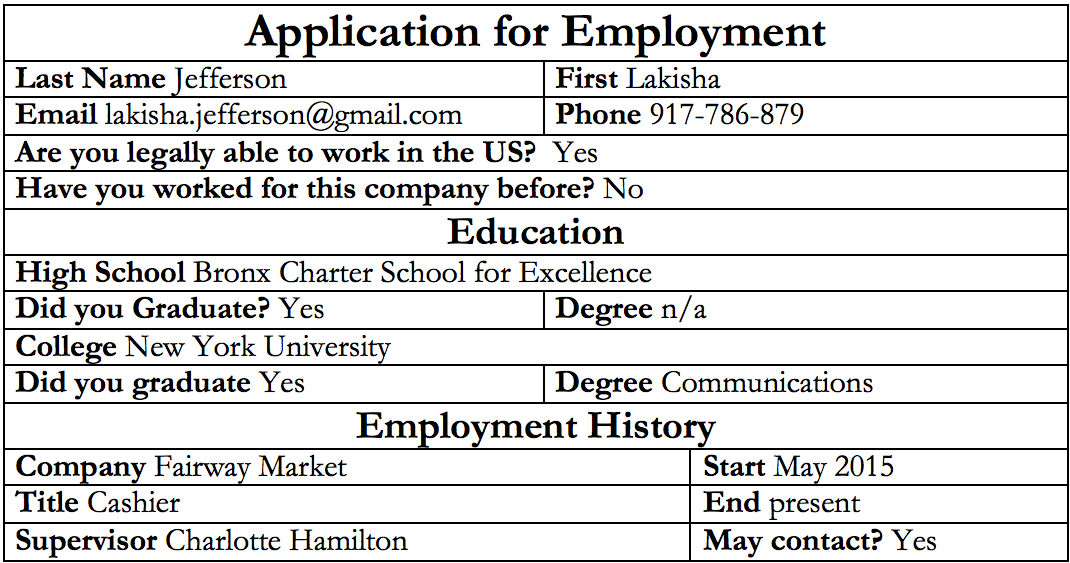 Application for Employment
Last Name Jefferson First Lakisha
Email lakisha.jefferson@gmail.com Phone 917-786-879
Are you legally able to work in the US? Yes
Have you worked for this company before? No
Education
High School Bronx Charter School for Excellence
Did you Graduate? Yes Degree n/a
College New York University
Did you graduate Yes Degree Communications
Employment History
Company Fairway Market Start May 2015
Title Cashier End present
Supervisor Charlotte Hamilton May contact? Yes